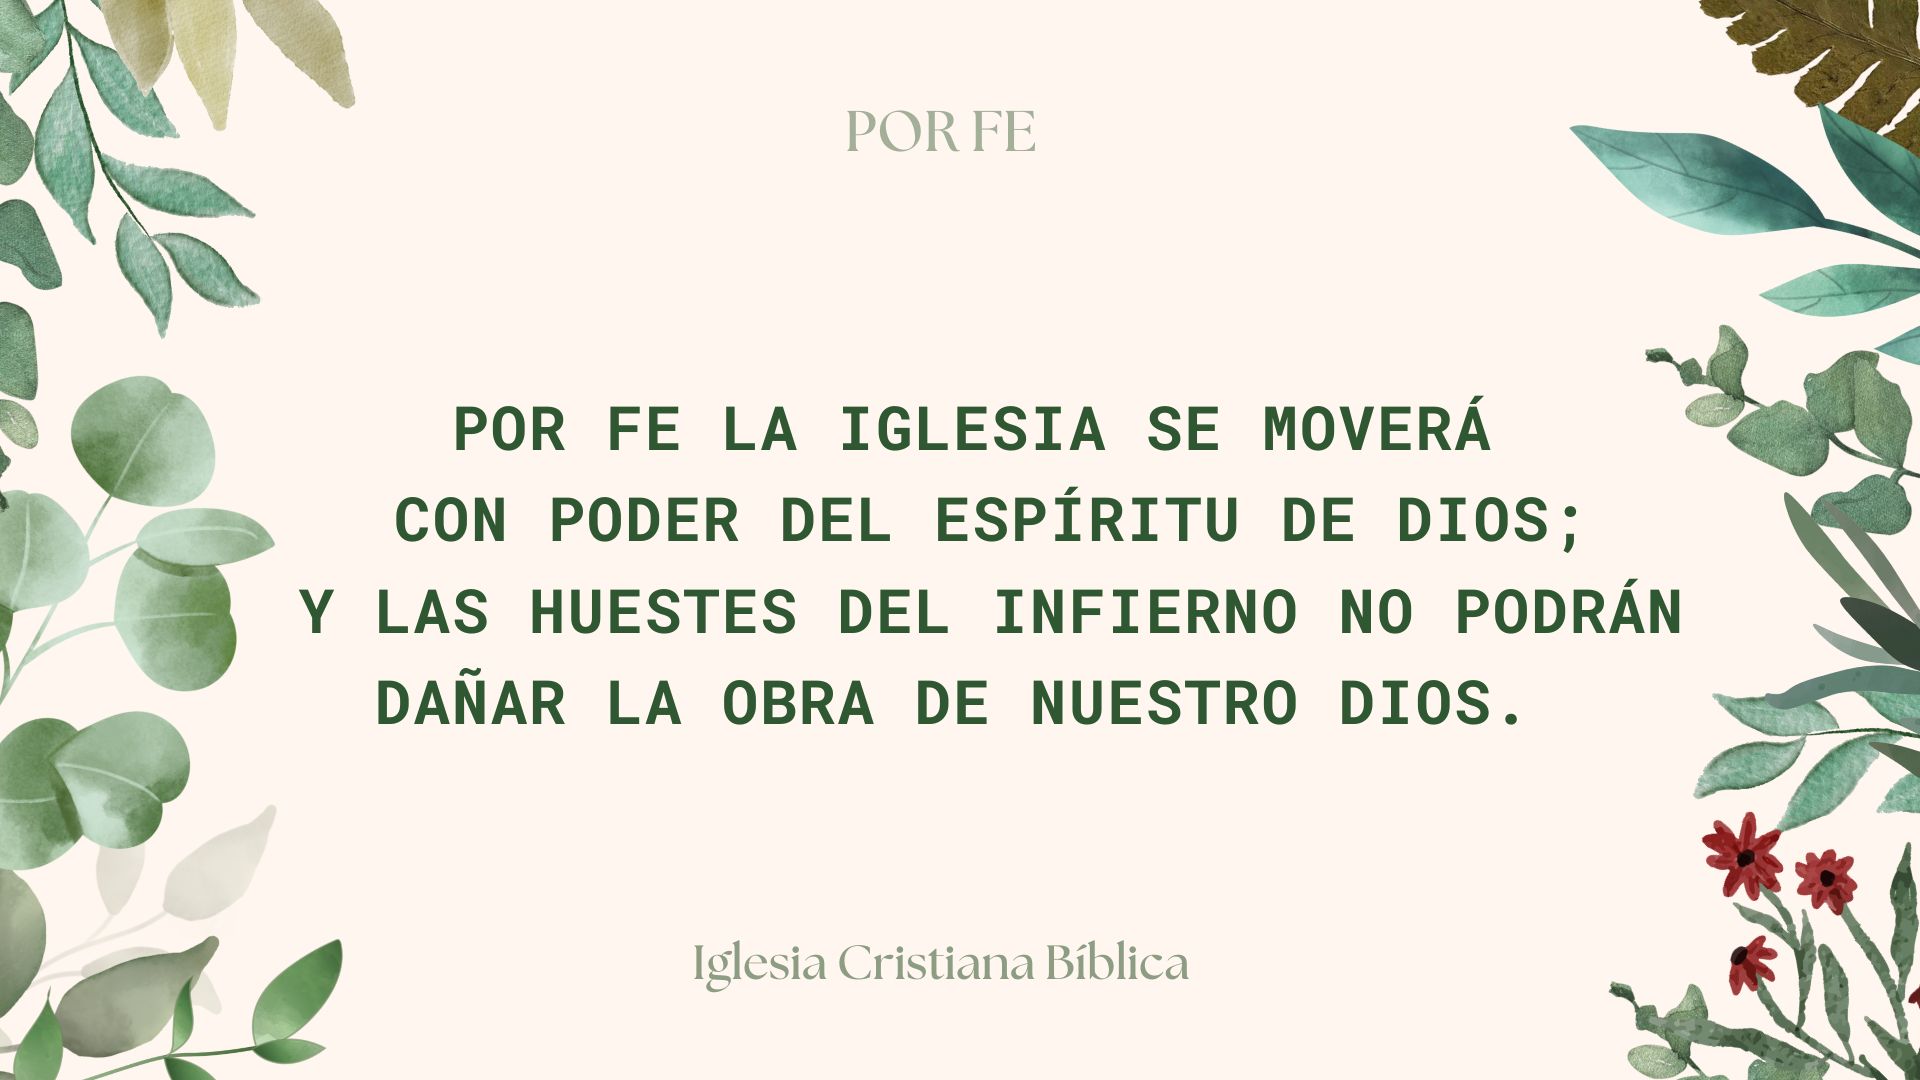 POR FE
POR FE LA IGLESIA SE MOVERÁ
CON PODER DEL ESPÍRITU DE DIOS;
Y LAS HUESTES DEL INFIERNO NO PODRÁN
DAÑAR LA OBRA DE NUESTRO DIOS.
Iglesia Cristiana Bíblica